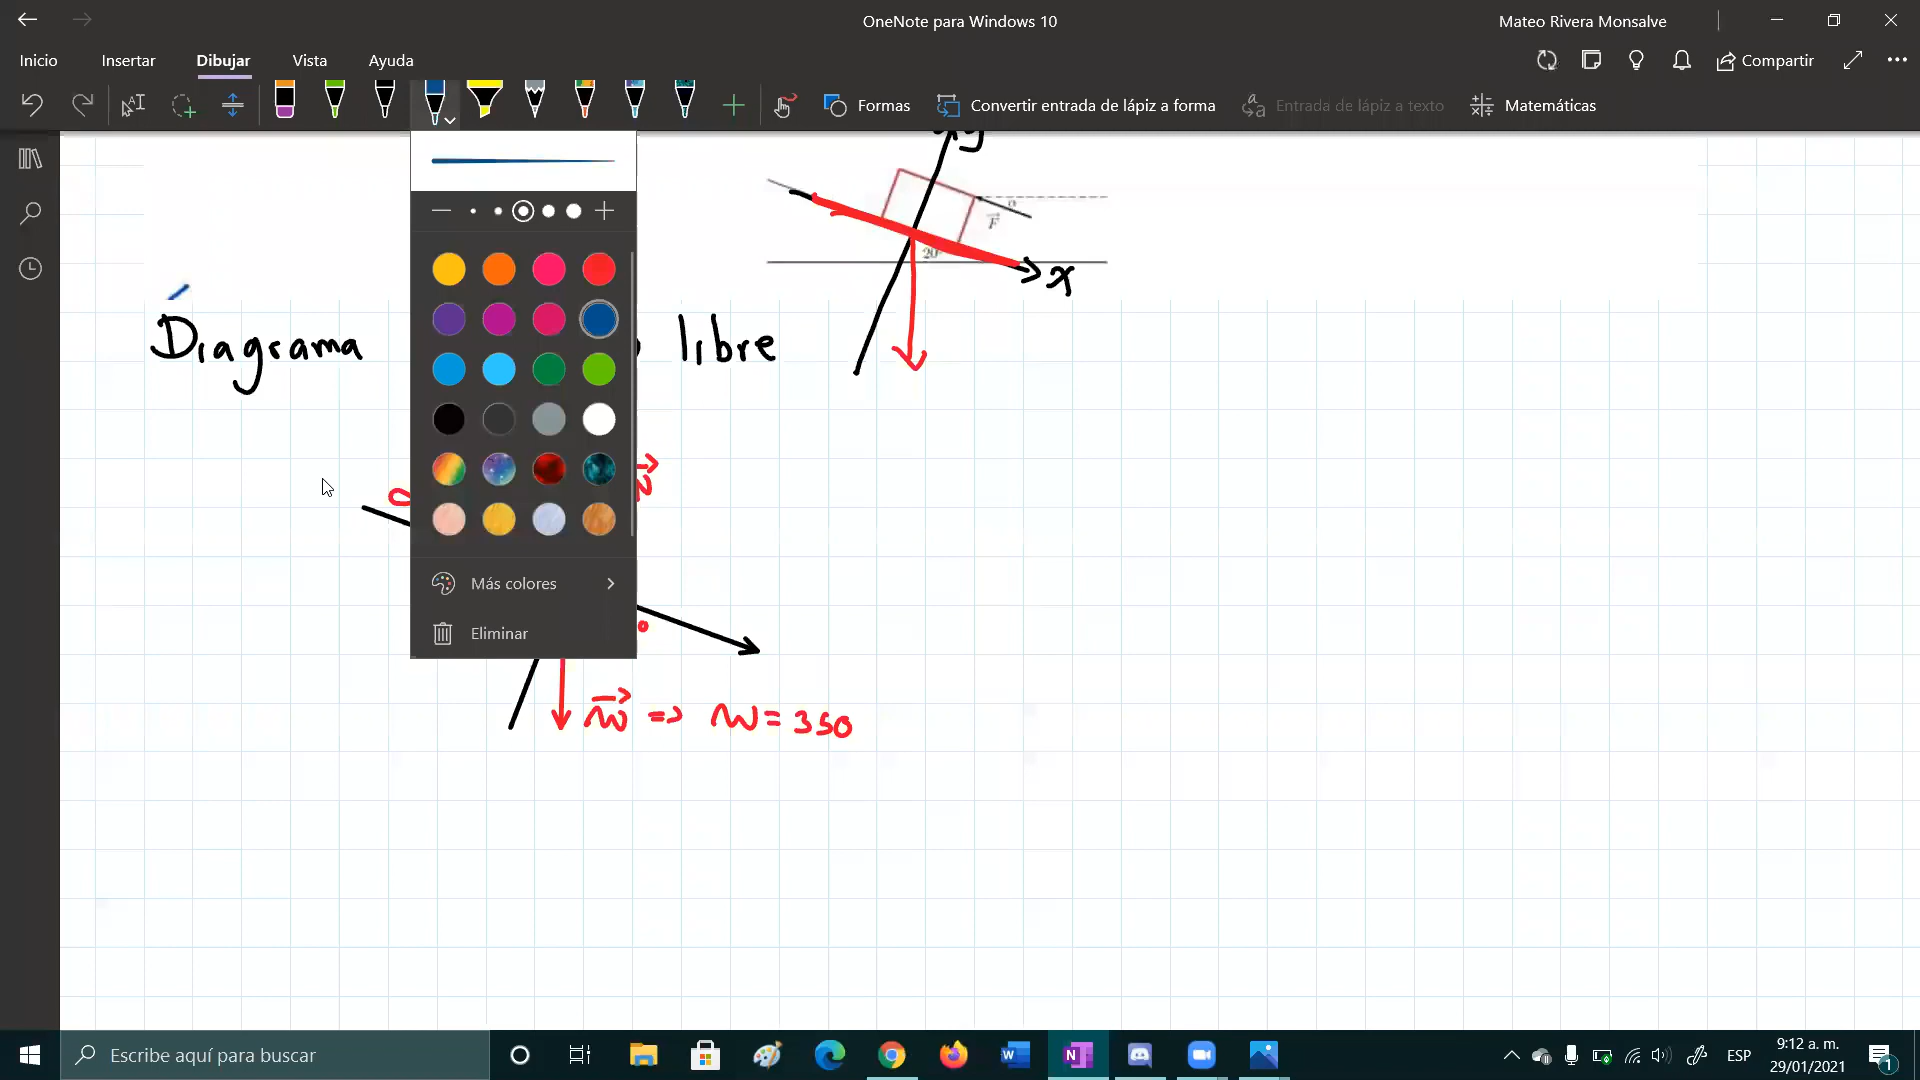 OneNote para Windows 10
Mateo Rivera Monsalve
Inicio
Insertar
Dibujar
Vista
Ayuda
Compartir
Formas
Convertir entrada de lápiz a forma
Entrada de lápiz a texto
Matemáticas
y
α
F
20°
x
Diagrama
libre
Más colores
Eliminar
w => w = 350
Escribe aquí para buscar
ESP
9:12 a. m.
29/01/2021
1